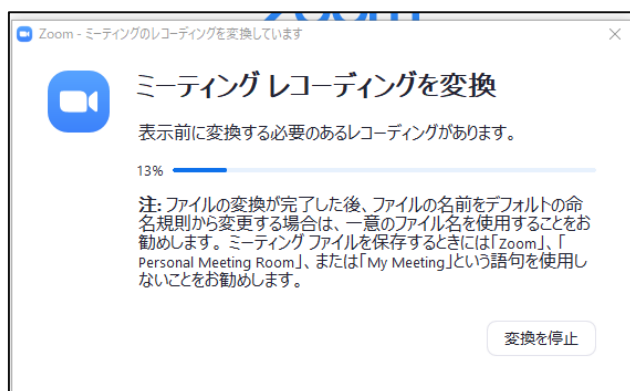 zoom
Zoom - ミーティングのレコーディングを変換しています
ミーティング レコーディングを変換
表示前に変換する必要のあるレコーディングがあります。
13%
注: ファイルの変換が完了した後、ファイルの名前をデフォルトの命
名規則から変更する場合は、一意のファイル名を使用することをお
勧めします。ミーティング ファイルを保存するときには「Zoom」、「
Personal Meeting Room」、または「My Meeting」という語句を使用し
ないことをお勧めします。
変換を停止